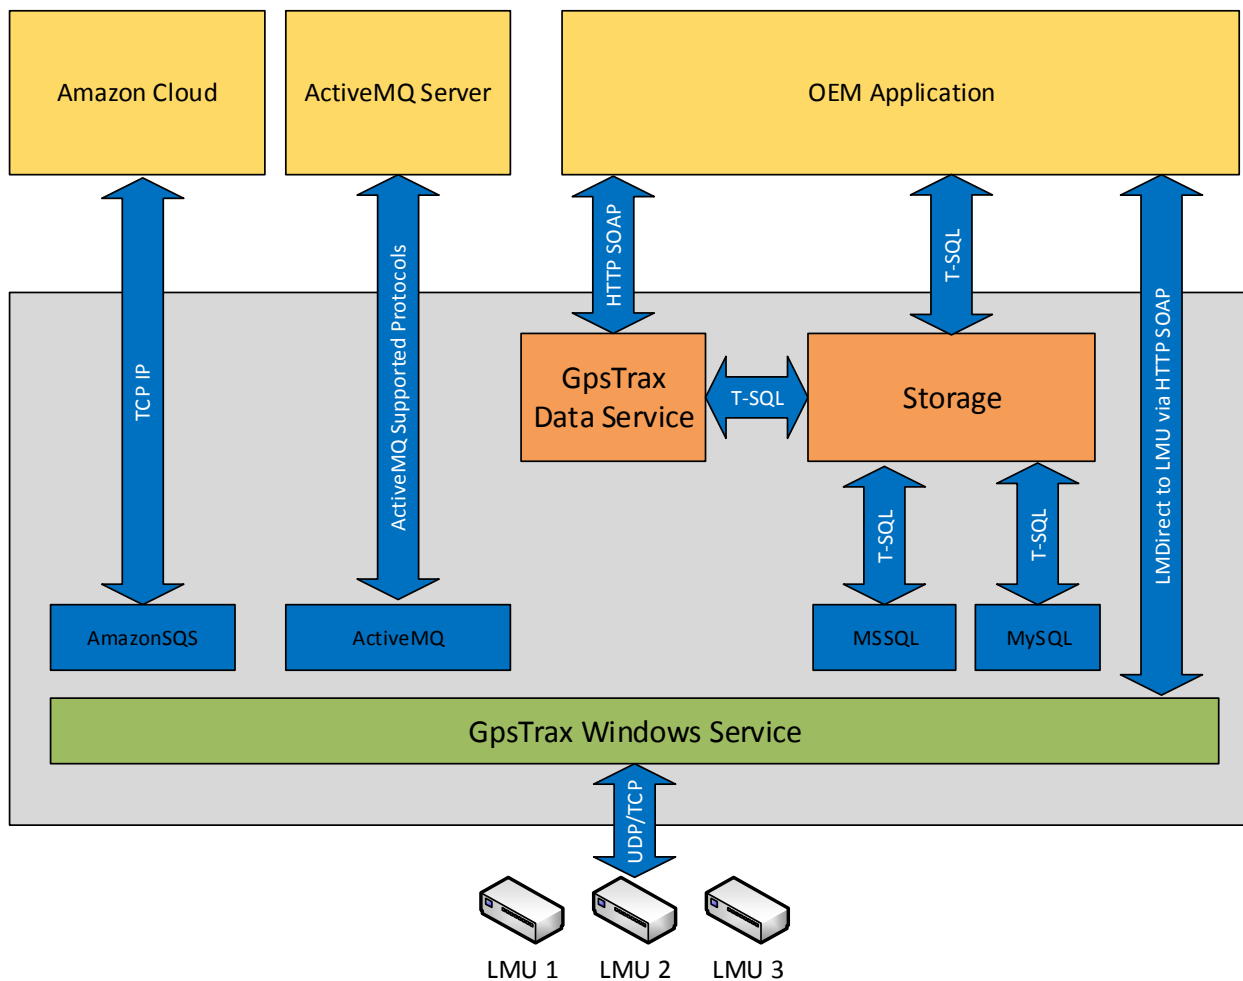 Amazon Cloud
ActiveMQ Server
OEM Application
TCP IP
ActiveMQ Supported Protocols
HTTP SOAP
T-SQL
LMDirect to LMU via HTTP SOAP
GpsTrax
Data Service
T-SQL
Storage
T-SQL
T-SQL
AmazonSQS
ActiveMQ
MSSQL
MySQL
GpsTrax Windows Service
UDP/TCP
LMU 1
LMU 2
LMU 3